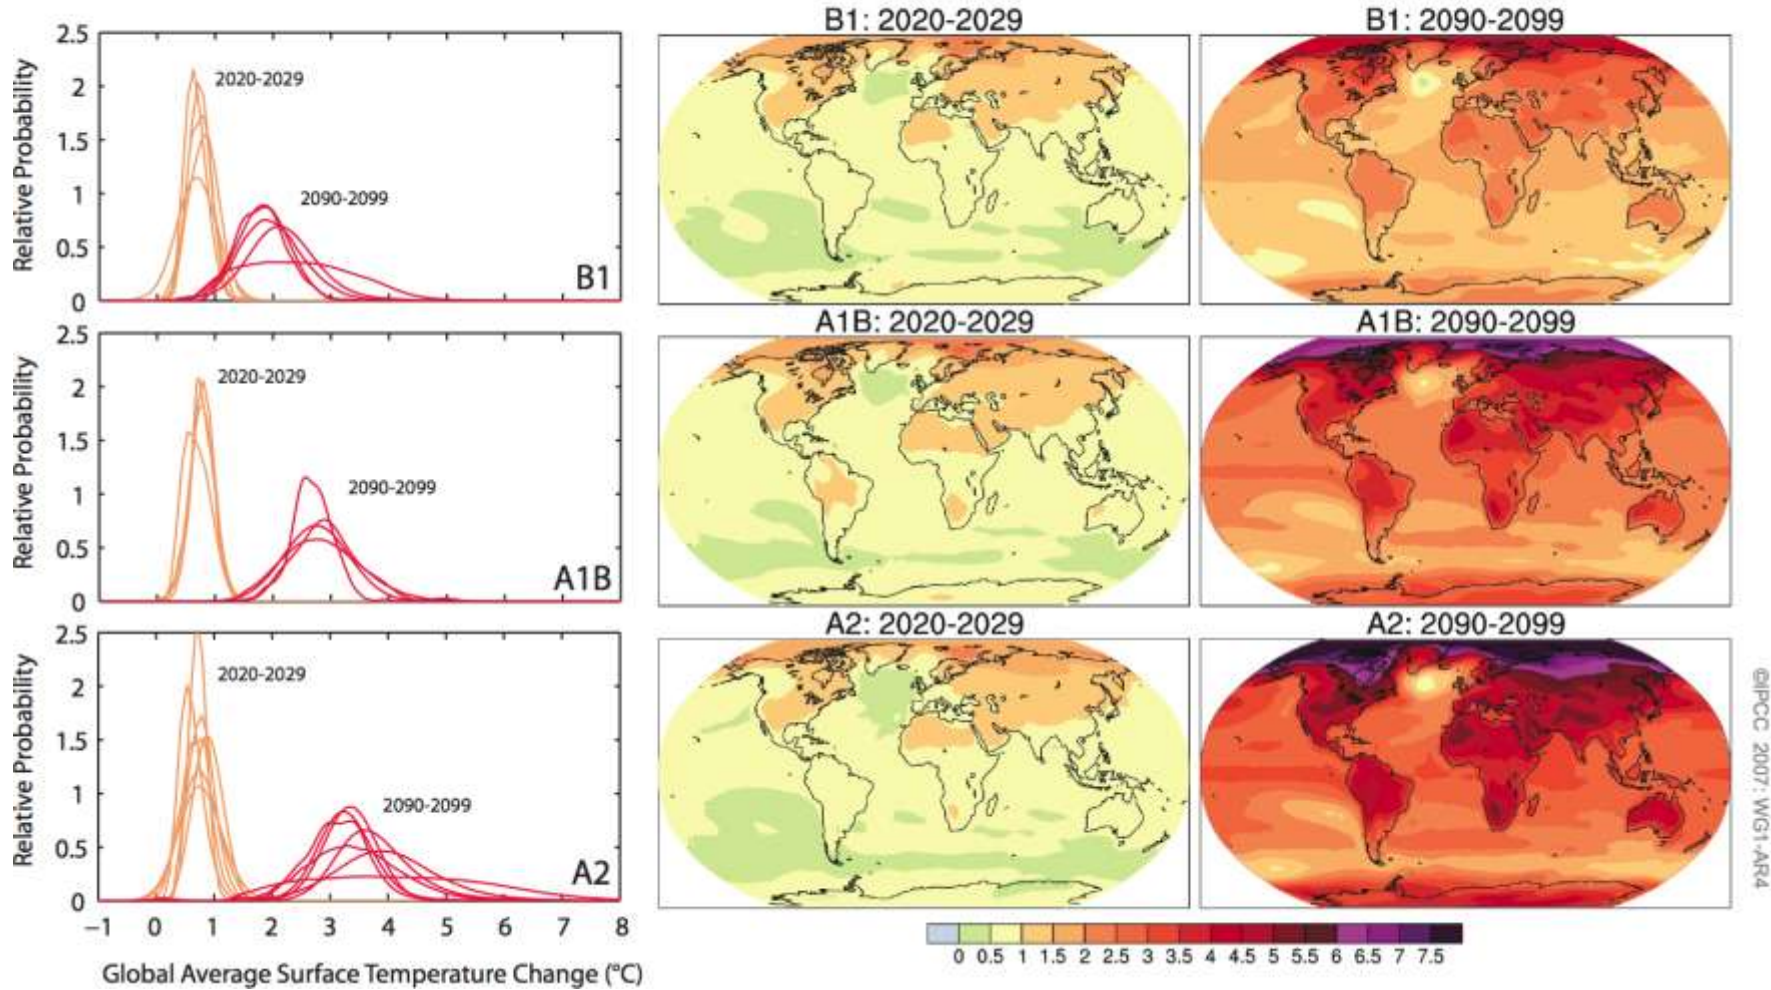 B1: 2020-2029
B1: 2090-2099
2.5
2
1.5
1
0.5
0
Relative Probability
2020-2029
2090-2099
B1
A1B: 2020-2029
A1B: 2090-2099
2.5
2
1.5
1
0.5
0
Relative Probability
2020-2029
2090-2099
A1B
A2: 2020-2029
A2: 2090-2099
2.5
2
1.5
1
0.5
0
Relative Probability
2020-2029
2090-2099
A2
−1 0 1 2 3 4 5 6 7 8
Global Average Surface Temperature Change (°C)
0 0.5 1 1.5 2 2.5 3 3.5 4 4.5 5 5.5 6 6.5 7 7.5
©IPCC 2007: WG1-AR4